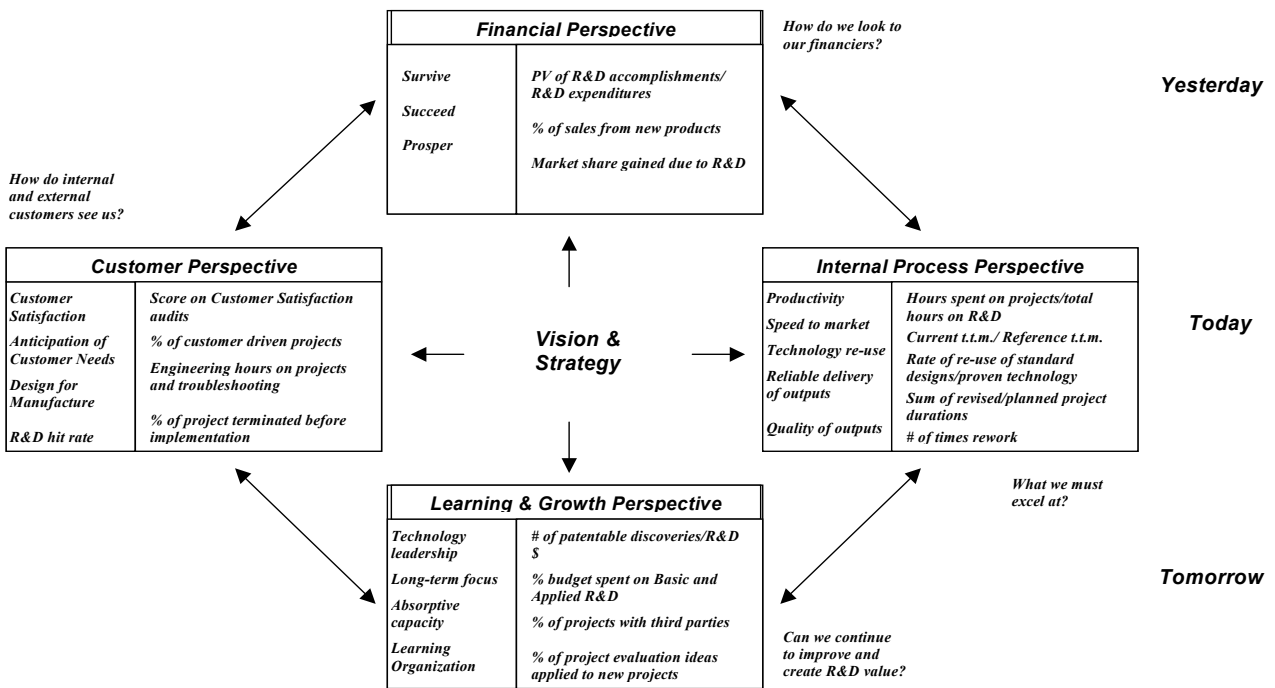 Financial Perspective
Survive
Succeed
Prosper
PV of R&D accomplishments/
R&D expenditures
% of sales from new products
Market share gained due to R&D
How do we look to
our financiers?
Yesterday
How do internal
and external
customers see us?
Customer Perspective
Customer
Satisfaction
Anticipation of
Customer Needs
Design for
Manufacture
R&D hit rate
Score on Customer Satisfaction
audits
% of customer driven projects
Engineering hours on projects
and troubleshooting
% of project terminated before
implementation
Vision &
Strategy
Internal Process Perspective
Productivity
Speed to market
Technology re-use
Reliable delivery
of outputs
Quality of outputs
Hours spent on projects/total
hours on R&D
Current t.t.m./ Reference t.t.m.
Rate of re-use of standard
designs/proven technology
Sum of revised/planned project
durations
# of times rework
Today
What we must
excel at?
Learning & Growth Perspective
Technology
leadership
Long-term focus
Absorptive
capacity
Learning
Organization
# of patentable discoveries/R&D
$
% budget spent on Basic and
Applied R&D
% of projects with third parties
% of project evaluation ideas
applied to new projects
Tomorrow
Can we continue
to improve and
create R&D value?